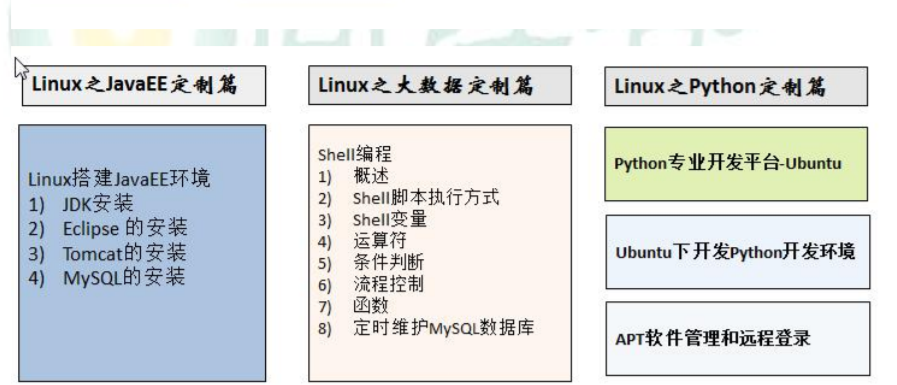 Linux之JavaEE定制篇
Linux搭建JavaEE环境
1) JDK安装
2) Eclipse 的安装
3) Tomcat的安装
4) MySQL的安装
Linux之大数据定制篇
Shell编程
1) 概述
2) Shell脚本执行方式
3) Shell变量
4) 运算符
5) 条件判断
6) 流程控制
7) 函数
8) 定时维护MySQL数据库
Linux之Python定制篇
Python专业开发平台-Ubuntu
Ubuntu下开发Python开发环境
APT软件管理和远程登录